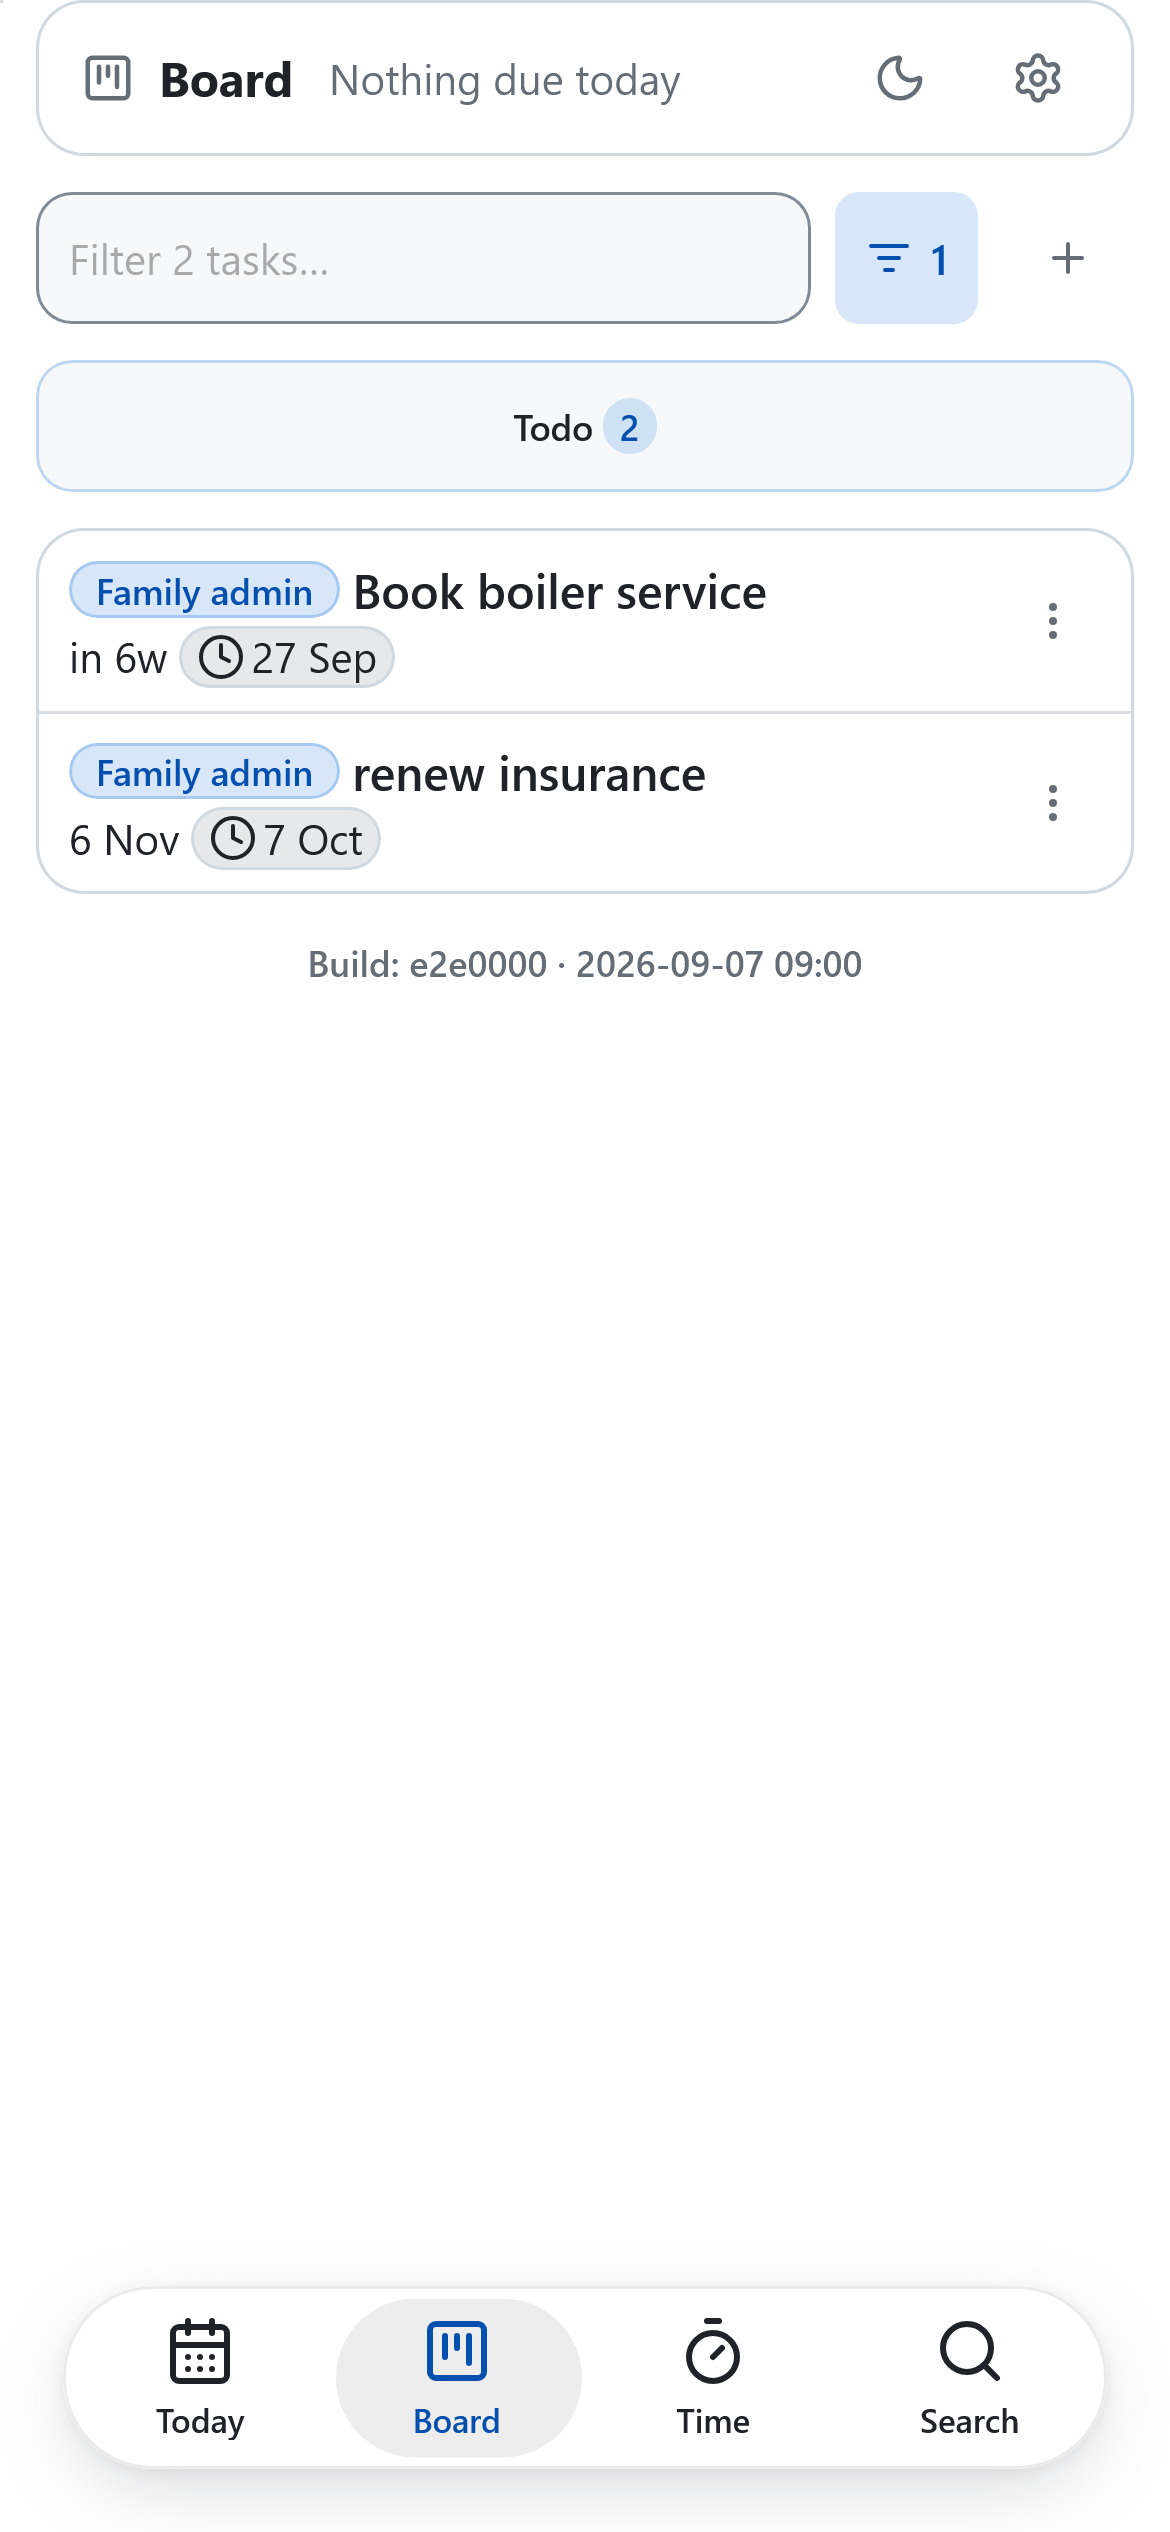 Board Nothing due today
Filter 2 tasks...
1
Todo 2
Family admin Book boiler service
in 6w 27 Sep
Family admin renew insurance
6 Nov 7 Oct
Build: e2e0000 · 2026-09-07 09:00
Today Board Time Search